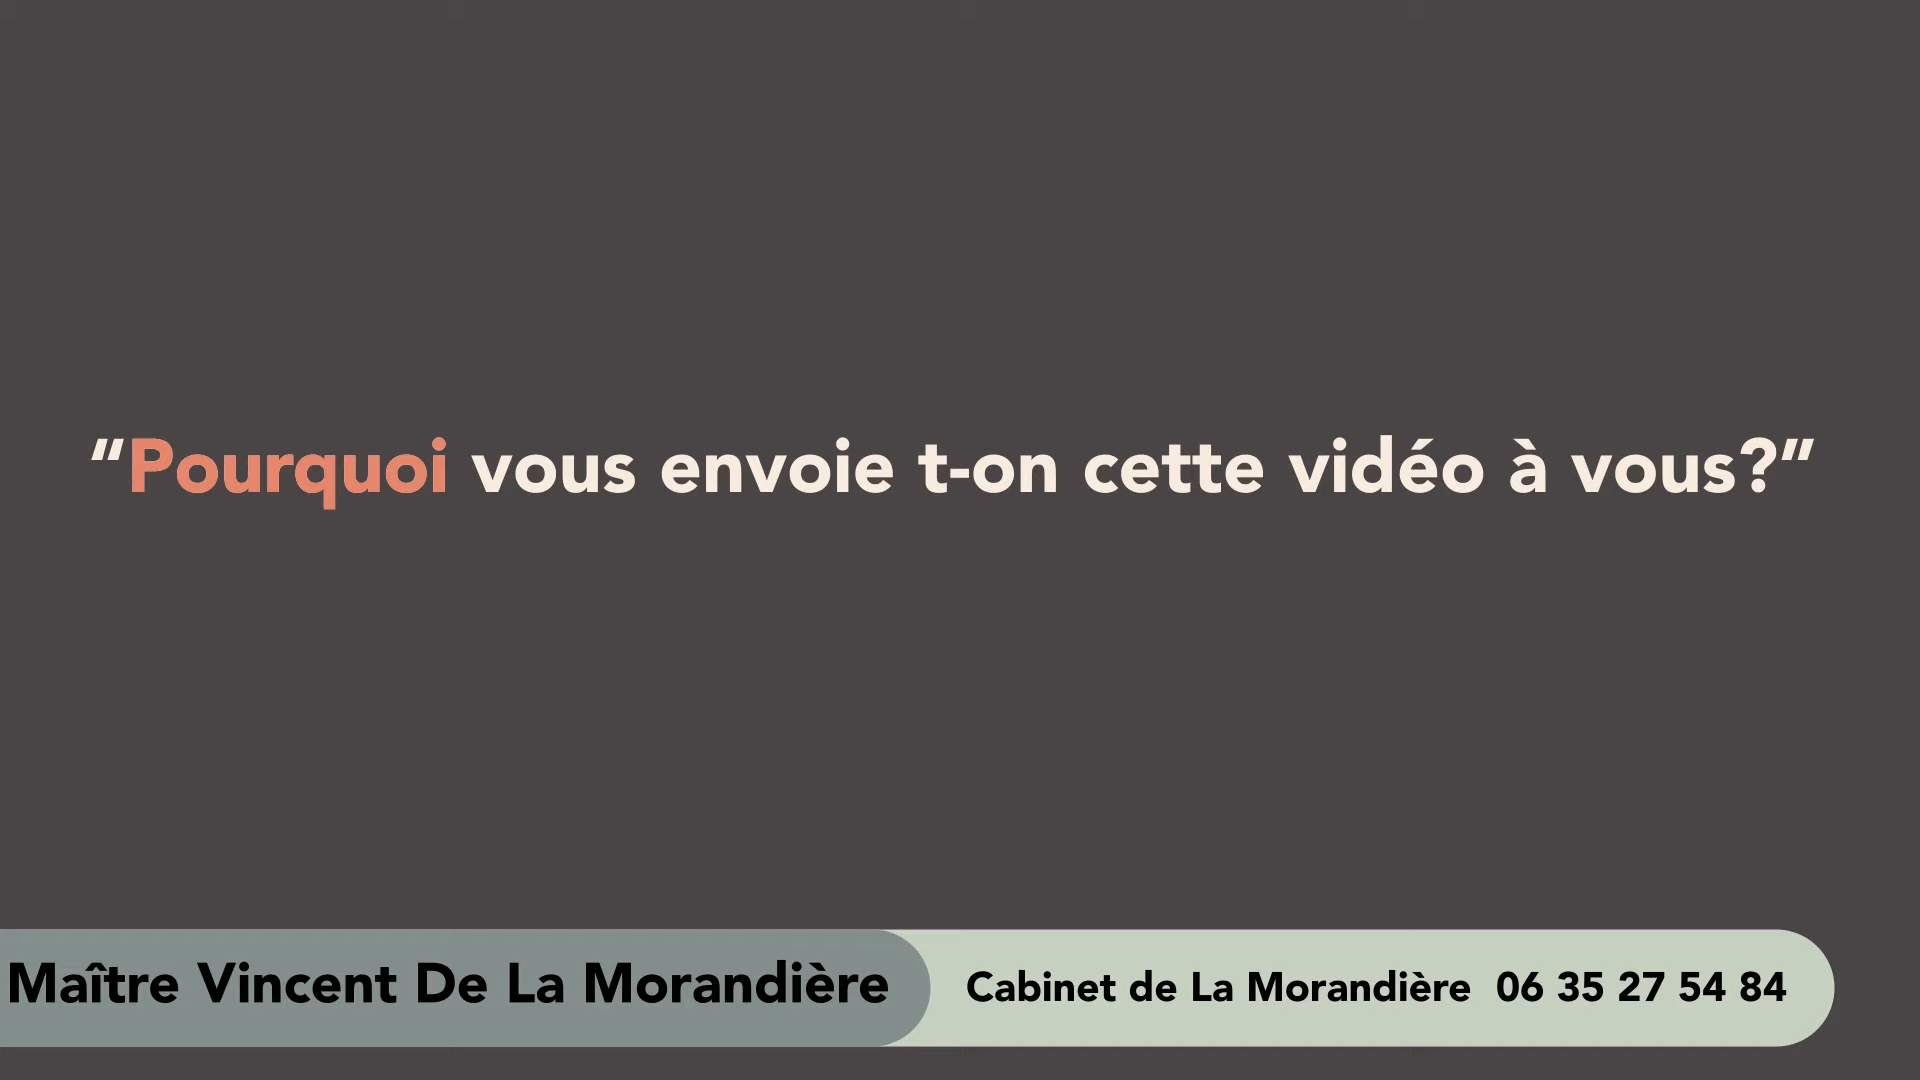 “Pourquoi vous envoie t-on cette vidéo à vous?”
Maître Vincent De La Morandière
Cabinet de La Morandière 06 35 27 54 84